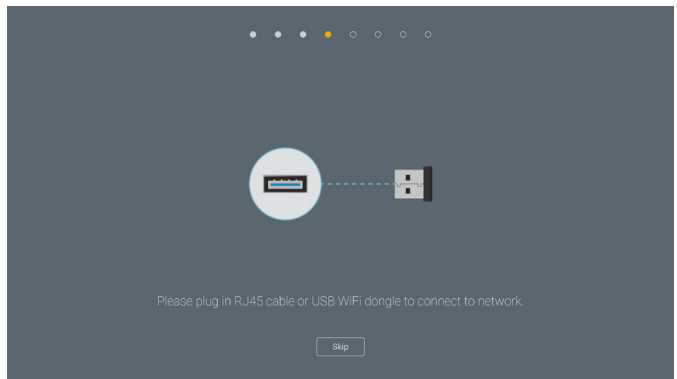 Please plug in RJ45 cable or USB WiFi dongle to connect to network.
Skip